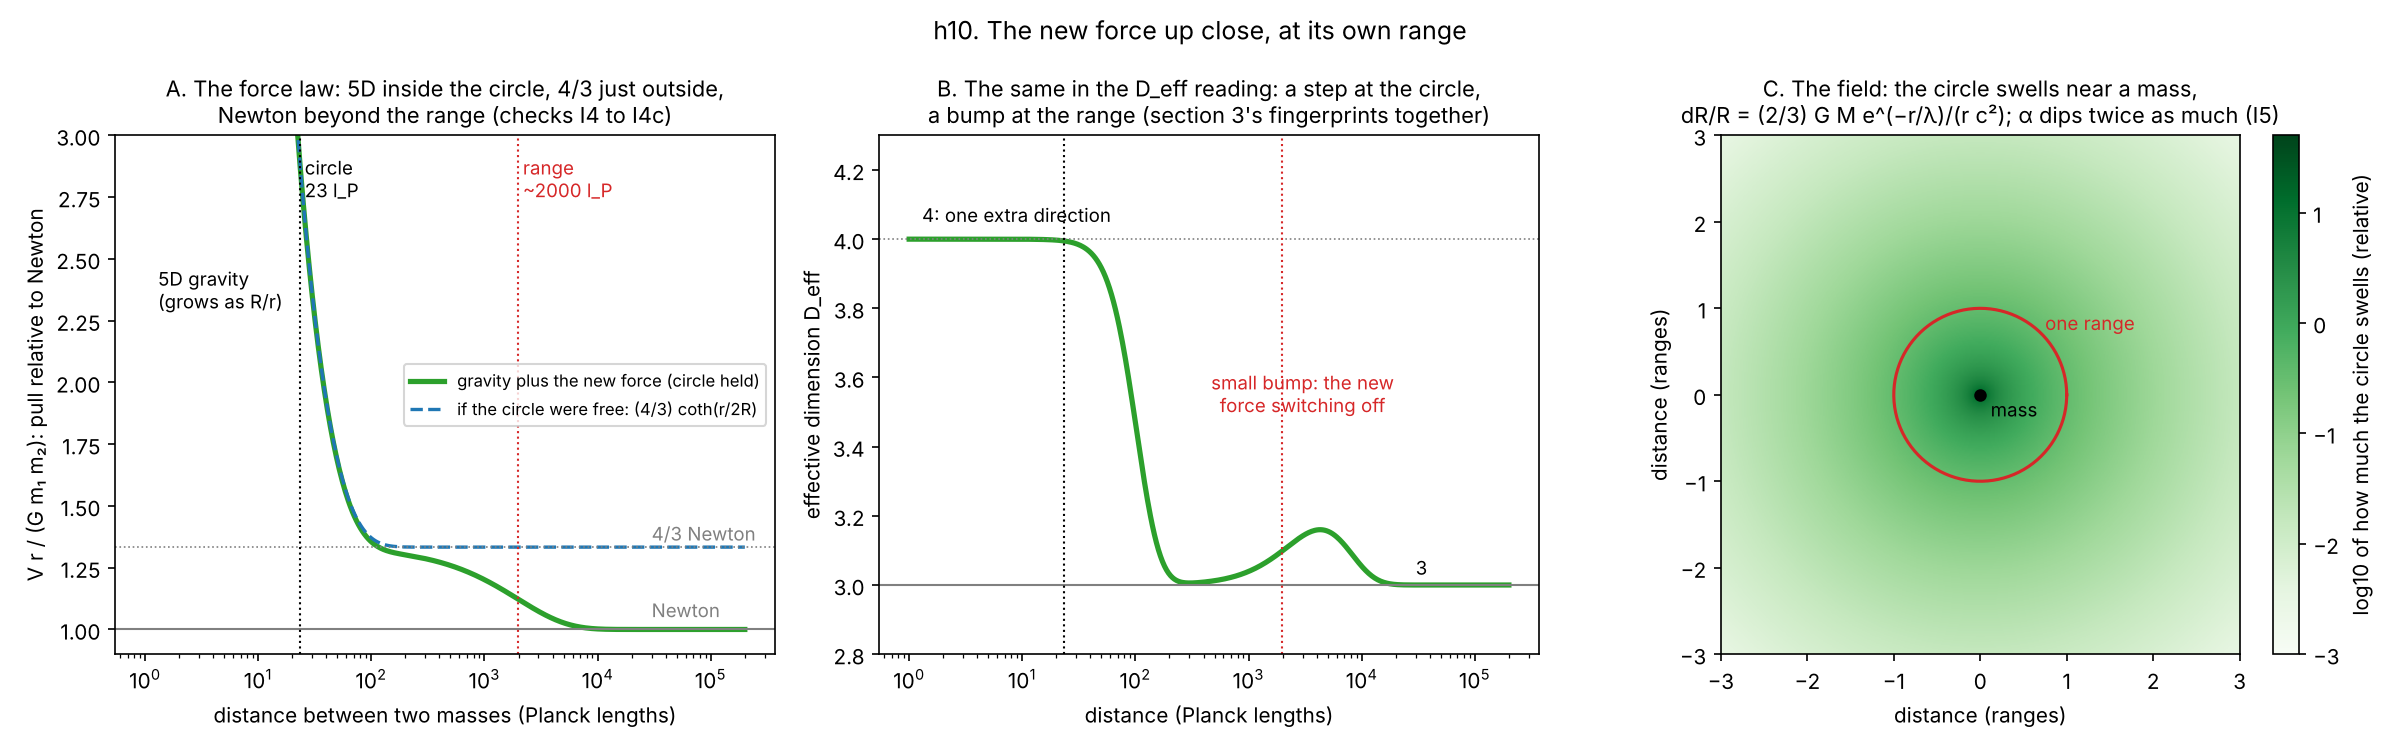 h10. The new force up close, at its own range
A. The force law: 5D inside the circle, 4/3 just outside,
Newton beyond the range (checks I4 to I4c)
V r / (G m₁ m₂): pull relative to Newton
3.00
2.75
2.50
2.25
2.00
1.75
1.50
1.25
1.00
circle
23 l_P
range
~2000 l_P
5D gravity
(grows as R/r)
gravity plus the new force (circle held)
if the circle were free: (4/3) coth(r/2R)
4/3 Newton
Newton
10⁰ 10¹ 10² 10³ 10⁴ 10⁵
distance between two masses (Planck lengths)
B. The same in the D_eff reading: a step at the circle,
a bump at the range (section 3's fingerprints together)
effective dimension D_eff
4.2
4.0
3.8
3.6
3.4
3.2
3.0
2.8
4: one extra direction
small bump: the new
force switching off
3
10⁰ 10¹ 10² 10³ 10⁴ 10⁵
distance (Planck lengths)
C. The field: the circle swells near a mass,
dR/R = (2/3) G M e^(−r/λ)/(r c²); α dips twice as much (I5)
distance (ranges)
3
2
1
0
−1
−2
−3
one range
mass
−3 −2 −1 0 1 2 3
distance (ranges)
1
0
−1
−2
−3
log10 of how much the circle swells (relative)